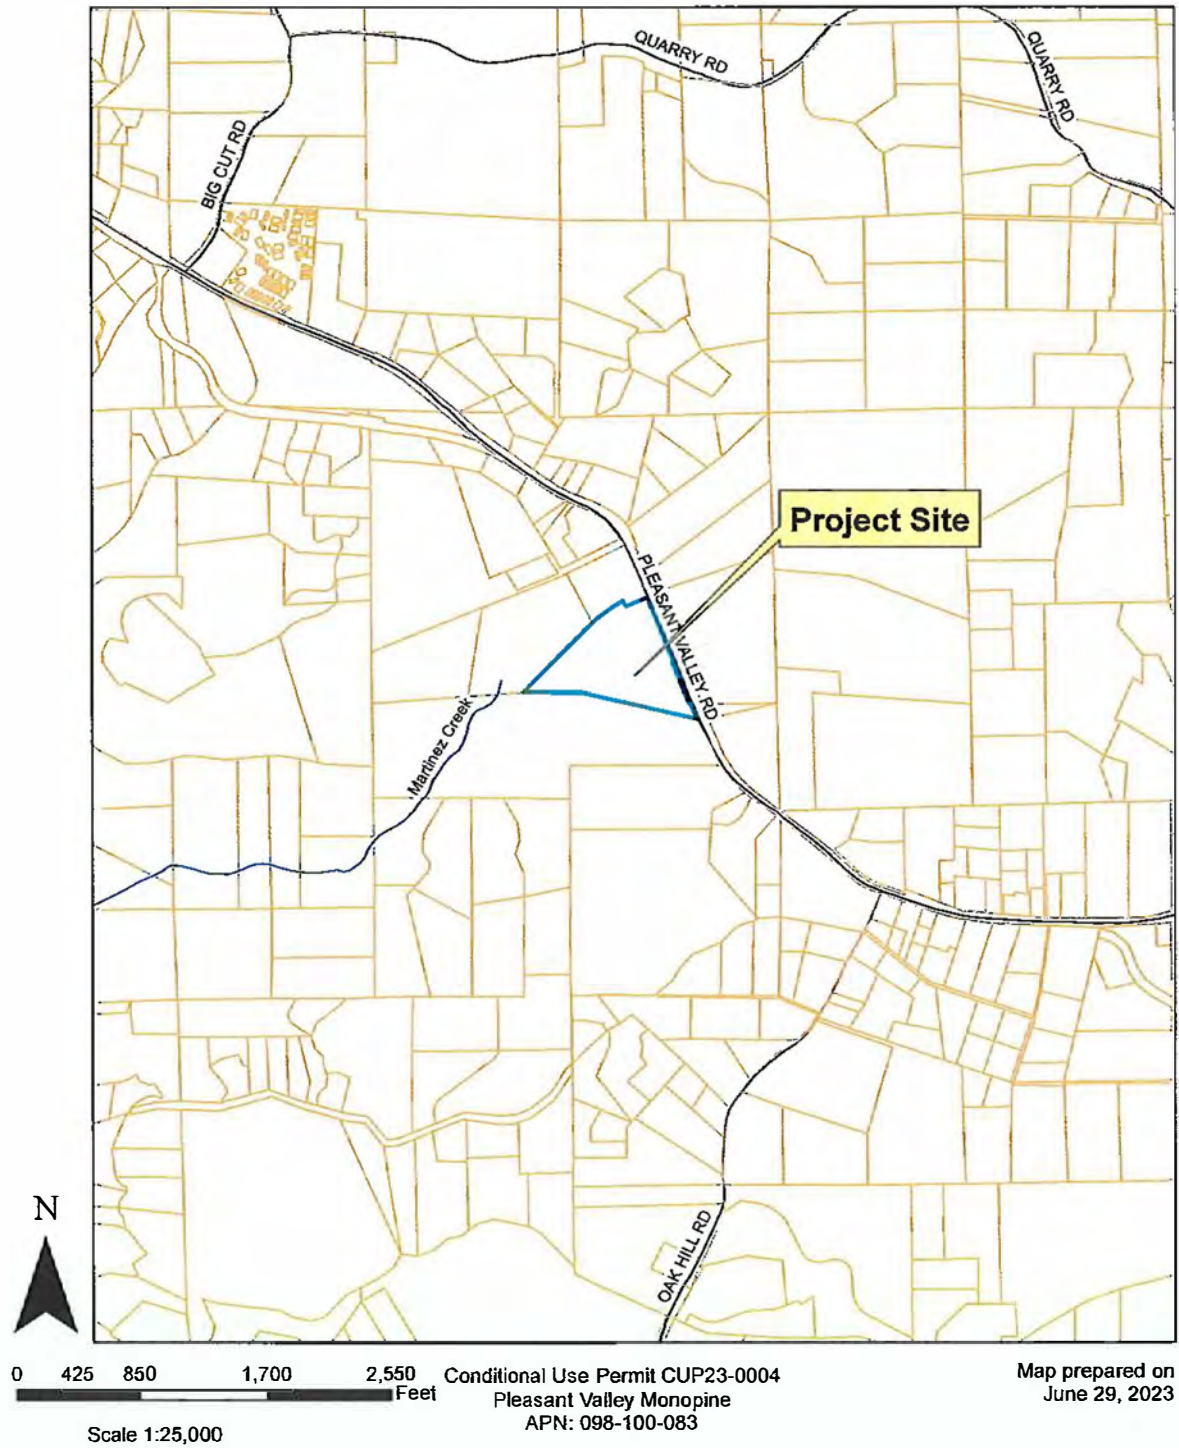 QUARRY RD
QUARRY RD
BIG CUT RD
Project Site
PLEASANT VALLEY RD
Martinez Creek
OAK HILL RD
N
0 425 850 1,700 2,550
Feet
Scale 1:25,000
Conditional Use Permit CUP23-0004
Pleasant Valley Monopine
APN: 098-100-083
Map prepared on
June 29, 2023